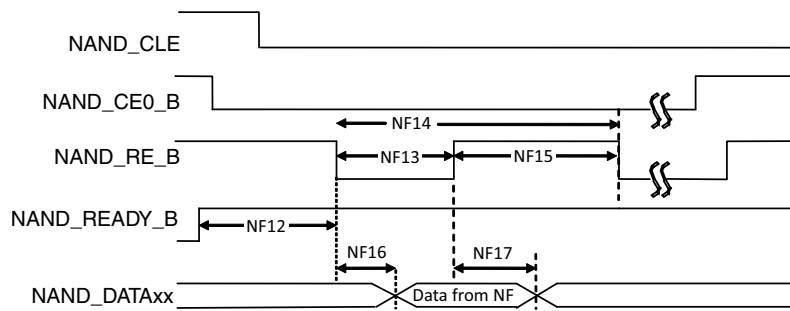 NAND_CLE
NAND_CE0_B
NF14
NAND_RE_B
NF13
NF15
NAND_READY_B
NF12
NF16
NF17
NAND_DATAxx
Data from NF